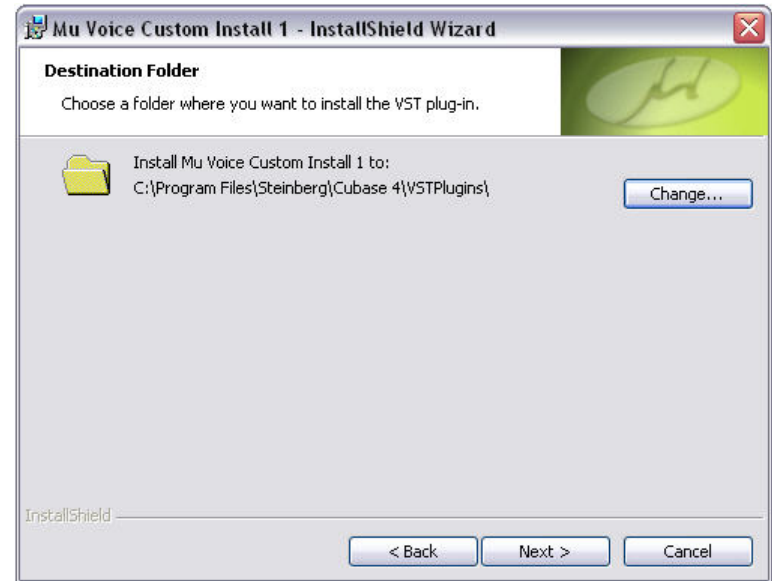 Mu Voice Custom Install 1 - InstallShield Wizard
Destination Folder
Choose a folder where you want to install the VST plug-in.
Install Mu Voice Custom Install 1 to:
C:\Program Files\Steinberg\Cubase 4\VSTPlugins\
Change...
InstallShield
< Back
Next >
Cancel